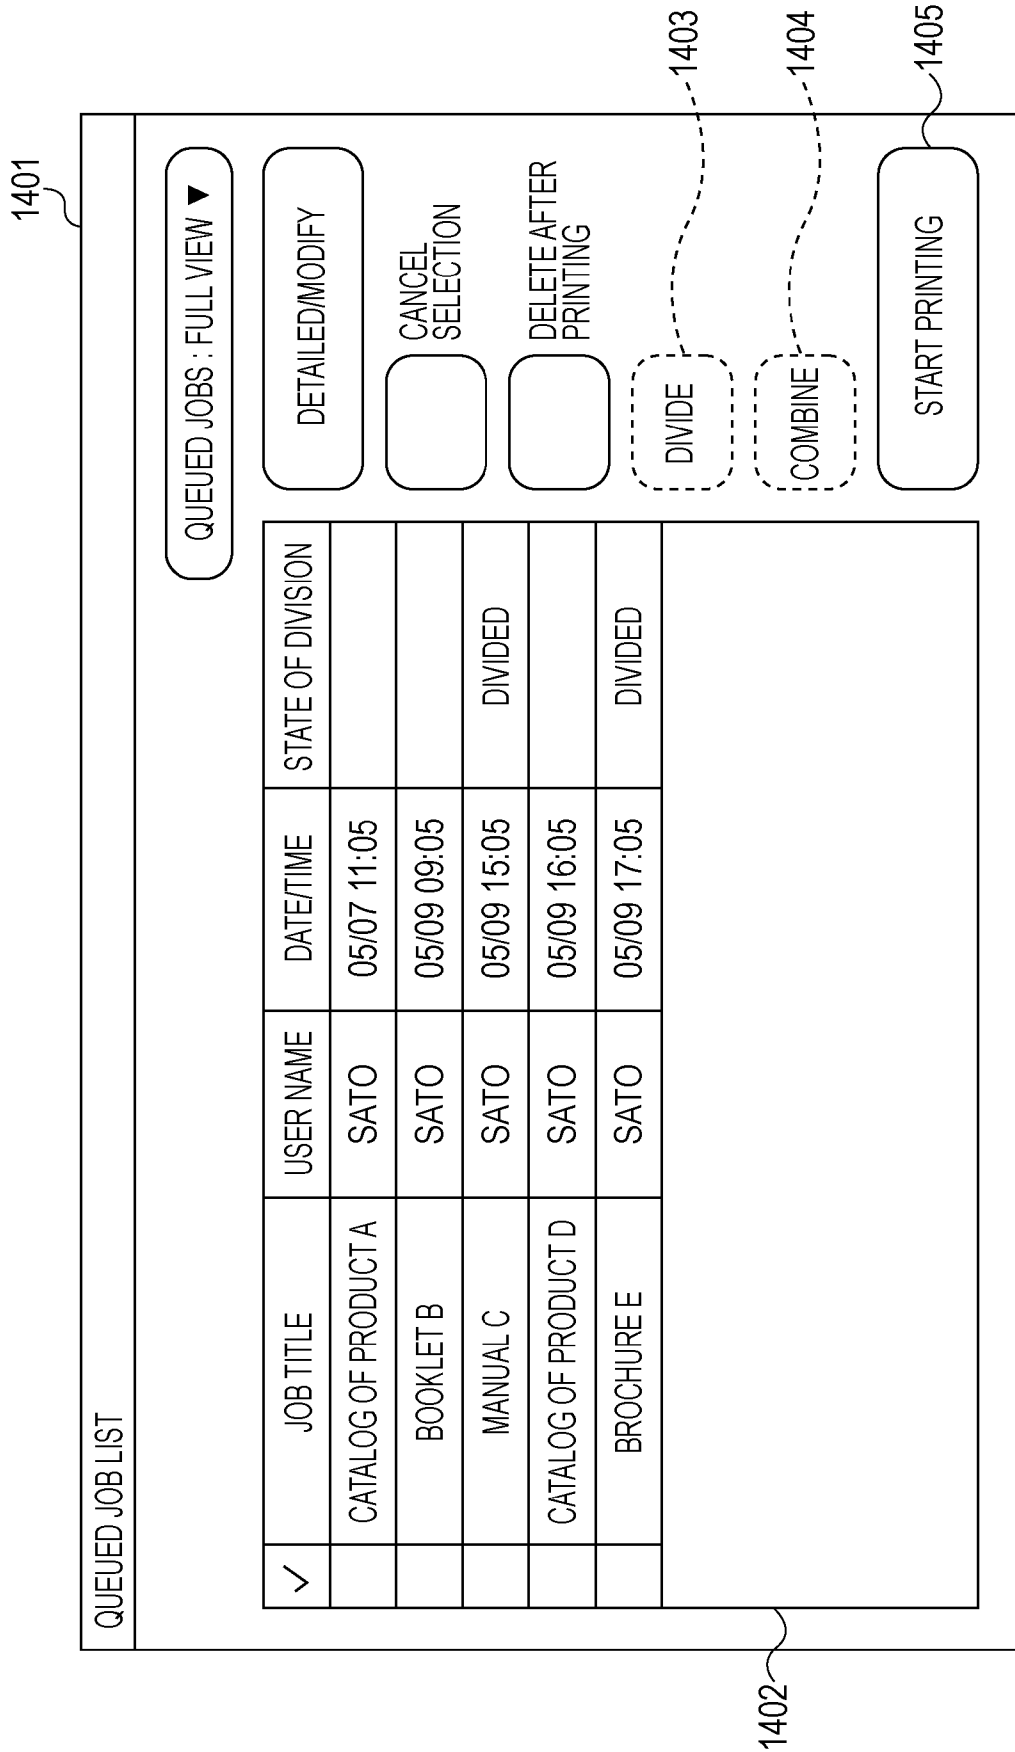 1401
QUEUED JOB LIST
QUEUED JOBS : FULL VIEW ▼
✓ JOB TITLE USER NAME DATE/TIME STATE OF DIVISION
CATALOG OF PRODUCT A SATO 05/07 11:05
BOOKLET B SATO 05/09 09:05
MANUAL C SATO 05/09 15:05 DIVIDED
CATALOG OF PRODUCT D SATO 05/09 16:05
BROCHURE E SATO 05/09 17:05 DIVIDED
DETAILED/MODIFY
CANCEL
SELECTION
DELETE AFTER
PRINTING
DIVIDE
1403
COMBINE
1404
START PRINTING
1405
1402